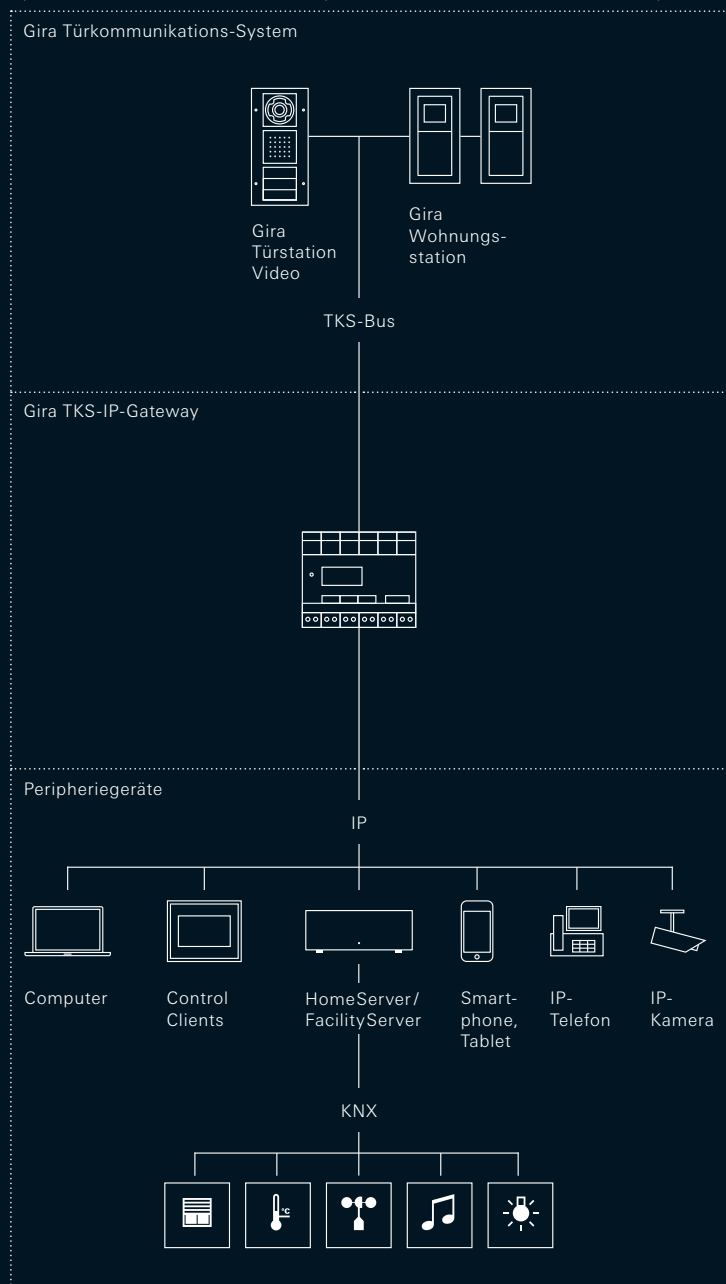 Gira Türkommunikations-System
Gira
Türstation
Video
Gira
Wohnungs-
station
TKS-Bus
Gira TKS-IP-Gateway
Peripheriegeräte
IP
Computer
Control
Clients
HomeServer/
FacilityServer
Smart-
phone,
Tablet
IP-
Telefon
IP-
Kamera
KNX
°C